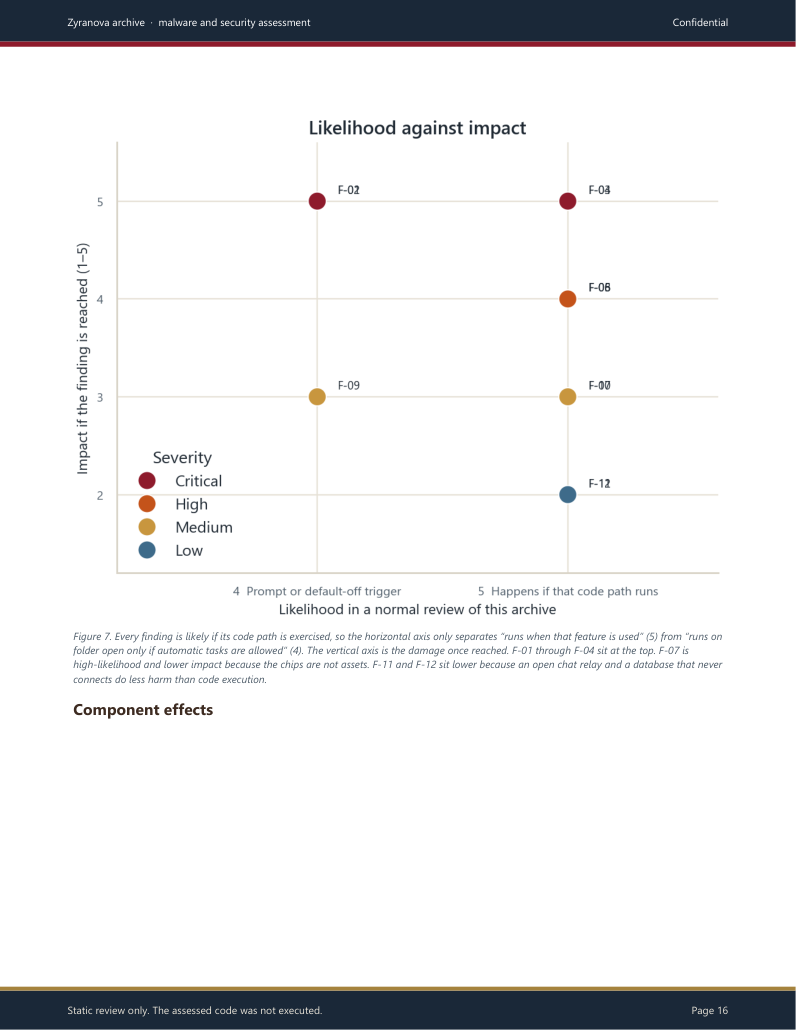 Zyranova archive · malware and security assessment
Confidential
Likelihood against impact
Impact if the finding is reached (1–5)
5
4
3
2
F-09
Severity
Critical
High
Medium
Low
4 Prompt or default-off trigger
5 Happens if that code path runs
Likelihood in a normal review of this archive
Figure 7. Every finding is likely if its code path is exercised, so the horizontal axis only separates “runs when that feature is used” (5) from “runs on
folder open only if automatic tasks are allowed” (4). The vertical axis is the damage once reached. F-01 through F-04 sit at the top. F-07 is
high-likelihood and lower impact because the chips are not assets. F-11 and F-12 sit lower because an open chat relay and a database that never
connects do less harm than code execution.
Component effects
Static review only. The assessed code was not executed.
Page 16